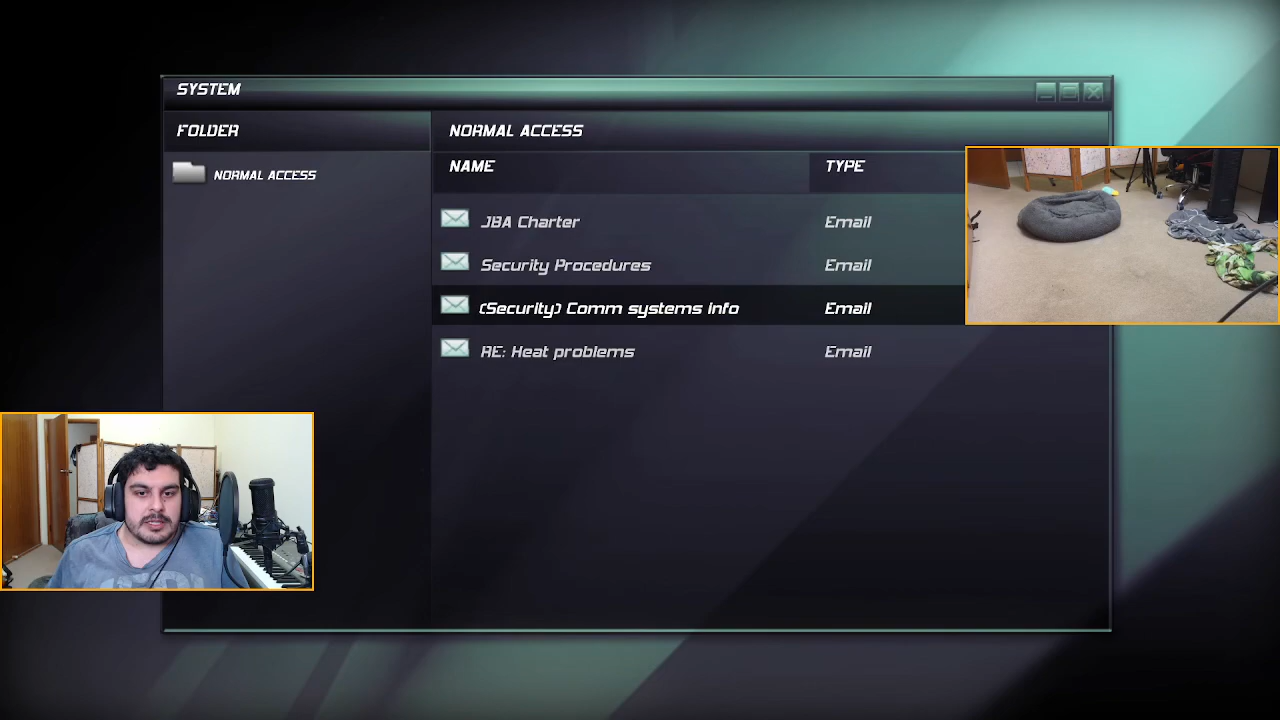 SYSTEM
FOLDER
NORMAL ACCESS
NORMAL ACCESS
NAME TYPE
JBA Charter Email
Security Procedures Email
(Security) Comm systems info Email
RE: Heat problems Email